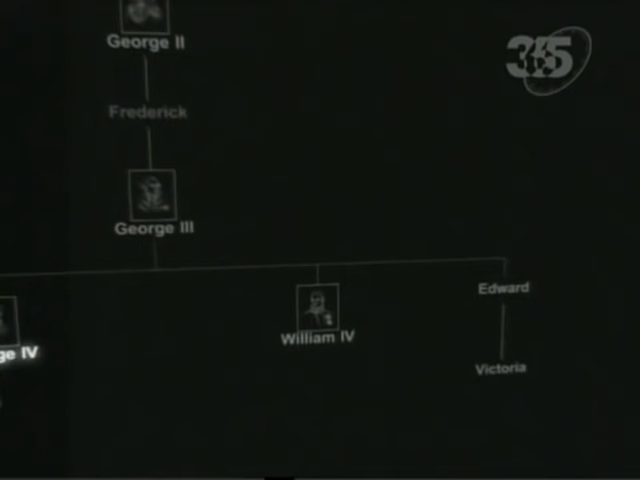 George II
365
Frederick
George III
Edward
William IV
ge IV
Victoria